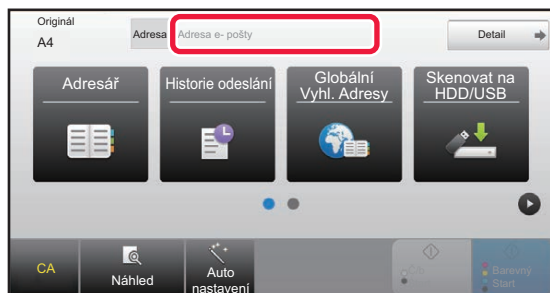 Originál
A4
Adresa
Adresa e- pošty
Detail
Adresář
Historie odeslání
Globální
Vyhl. Adresy
Skenovat na
HDD/USB
CA
Náhled
Auto
nastavení
Barevný
Start